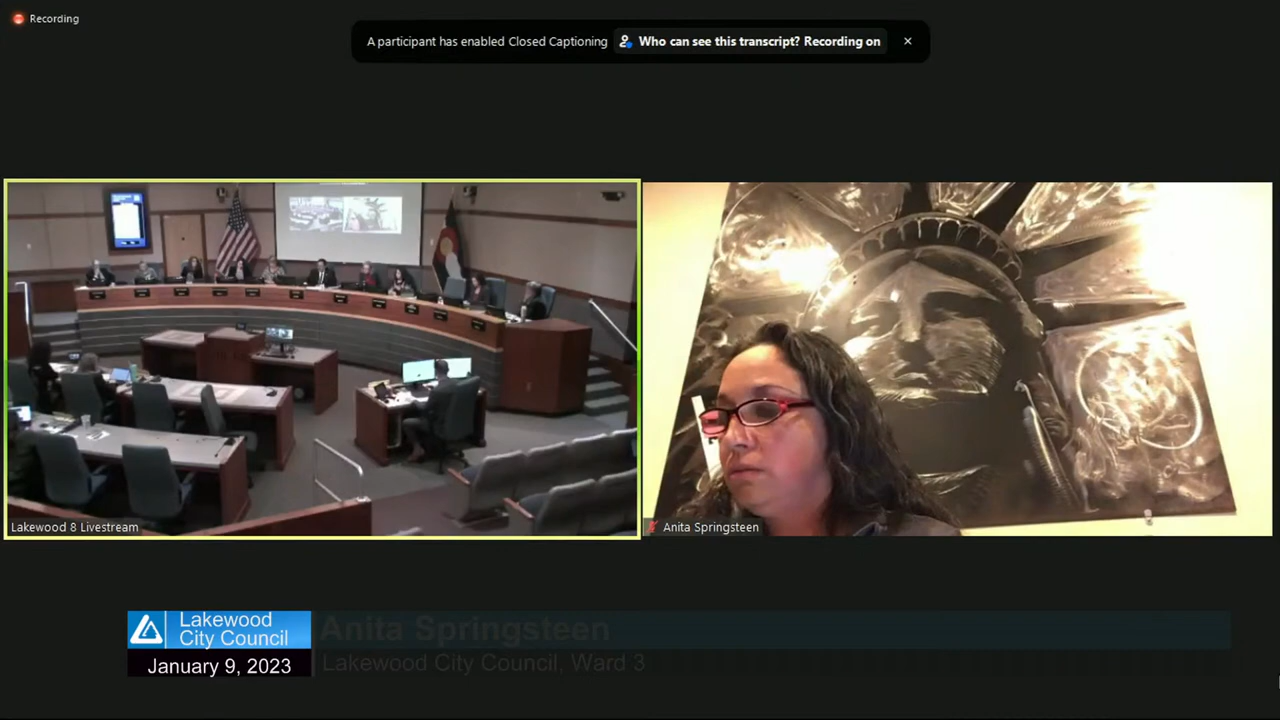 Recording
A participant has enabled Closed Captioning Who can see this transcript? Recording on
Lakewood 8 Livestream
Anita Springsteen
Lakewood
City Council
Anita Springsteen
January 9, 2023
Lakewood City Council, Ward 3